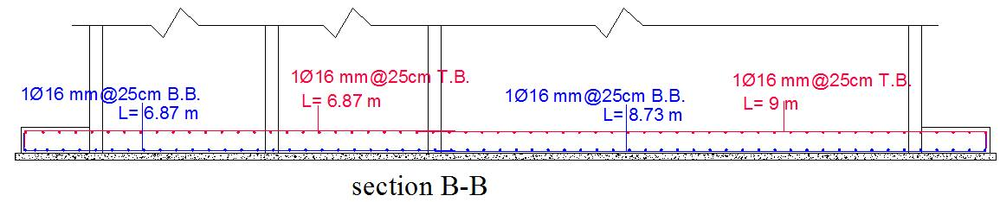 1Ø16 mm@25cm B.B.
L= 6.87 m
1Ø16 mm@25cm T.B.
L= 6.87 m
1Ø16 mm@25cm B.B.
L= 8.73 m
1Ø16 mm@25cm T.B.
L= 9 m
section B-B